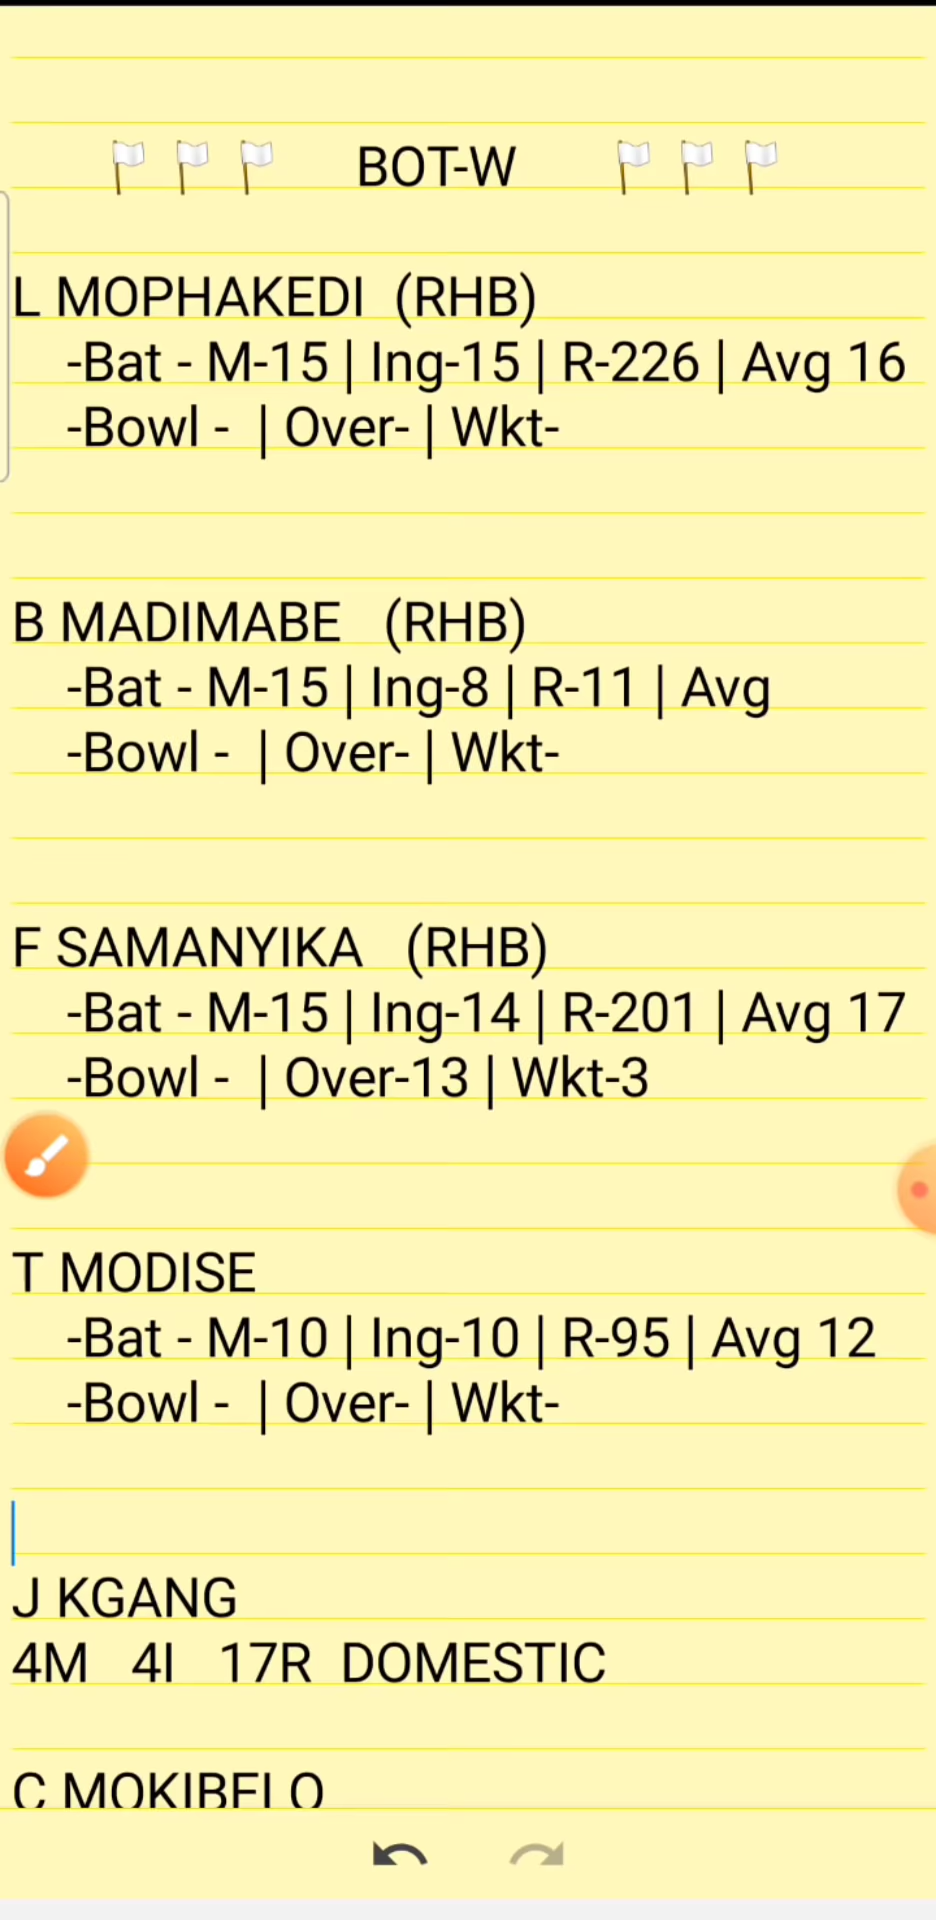 BOT-W
L MOPHAKEDI (RHB)
-Bat - M-15 | Ing-15 | R-226 | Avg 16
-Bowl - | Over- | Wkt-
B MADIMABE (RHB)
-Bat - M-15 | Ing-8 | R-11 | Avg
-Bowl - | Over- | Wkt-
F SAMANYIKA (RHB)
-Bat - M-15 | Ing-14 | R-201 | Avg 17
-Bowl - | Over-13 | Wkt-3
T MODISE
-Bat - M-10 | Ing-10 | R-95 | Avg 12
-Bowl - | Over- | Wkt-
J KGANG
4M 4I 17R DOMESTIC
C MOKIBELO